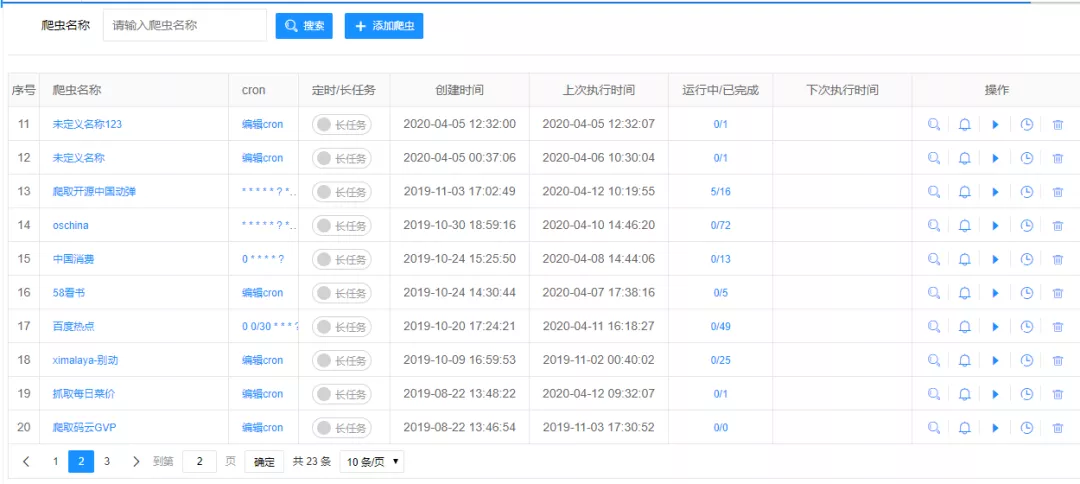 爬虫名称 请输入爬虫名称 搜索 添加爬虫
序号 爬虫名称 cron 定时/长任务 创建时间 上次执行时间 运行中/已完成 下次执行时间 操作
11 未定义名称123 编辑cron 长任务 2020-04-05 12:32:00 2020-04-05 12:32:07 0/1
12 未定义名称 编辑cron 长任务 2020-04-05 00:37:06 2020-04-06 10:30:04 0/1
13 爬取开源中国动弹 * * * * * ? *... 长任务 2019-11-03 17:02:49 2020-04-12 10:19:55 5/16
14 oschina * * * * * ? *... 长任务 2019-10-30 18:59:16 2020-04-10 14:46:20 0/72
15 中国消费 0 * * * * ? 长任务 2019-10-24 15:25:50 2020-04-08 14:44:06 0/13
16 58看书 编辑cron 长任务 2019-10-24 14:30:44 2020-04-07 17:38:16 0/5
17 百度热点 0 0/30 * * * ? 长任务 2019-10-20 17:24:21 2020-04-11 16:18:27 0/49
18 ximalaya-别动 编辑cron 长任务 2019-10-09 16:59:53 2019-11-02 00:40:02 0/25
19 抓取每日菜价 编辑cron 长任务 2019-08-22 13:48:22 2020-04-12 09:32:07 0/1
20 爬取码云GVP 编辑cron 长任务 2019-08-22 13:46:54 2019-11-03 17:30:52 0/0
1 2 3 到第 2 页 确定 共 23 条 10 条/页